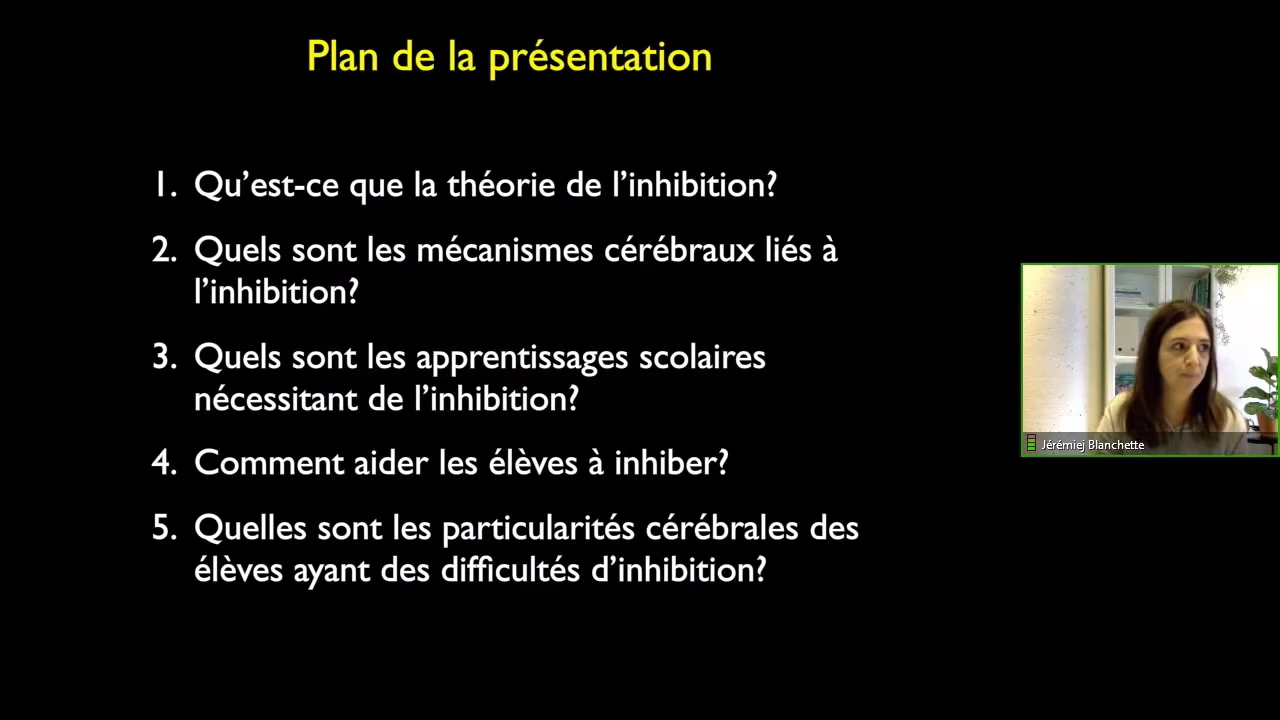 Plan de la présentation
1. Qu’est-ce que la théorie de l’inhibition?
2. Quels sont les mécanismes cérébraux liés à
l’inhibition?
3. Quels sont les apprentissages scolaires
nécessitant de l’inhibition?
4. Comment aider les élèves à inhiber?
5. Quelles sont les particularités cérébrales des
élèves ayant des difficultés d’inhibition?
Jérémiej Blanchette